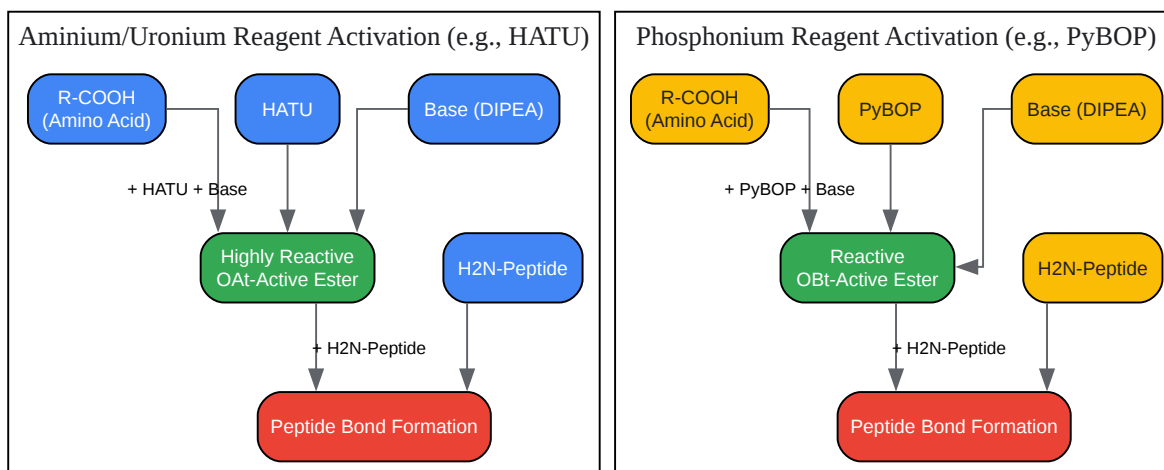 Aminium/Uronium Reagent Activation (e.g., HATU)
R-COOH
(Amino Acid)
HATU
Base (DIPEA)
+ HATU + Base
Highly Reactive
OAt-Active Ester
H2N-Peptide
+ H2N-Peptide
Peptide Bond Formation
Phosphonium Reagent Activation (e.g., PyBOP)
R-COOH
(Amino Acid)
PyBOP
Base (DIPEA)
+ PyBOP + Base
Reactive
OBt-Active Ester
H2N-Peptide
+ H2N-Peptide
Peptide Bond Formation